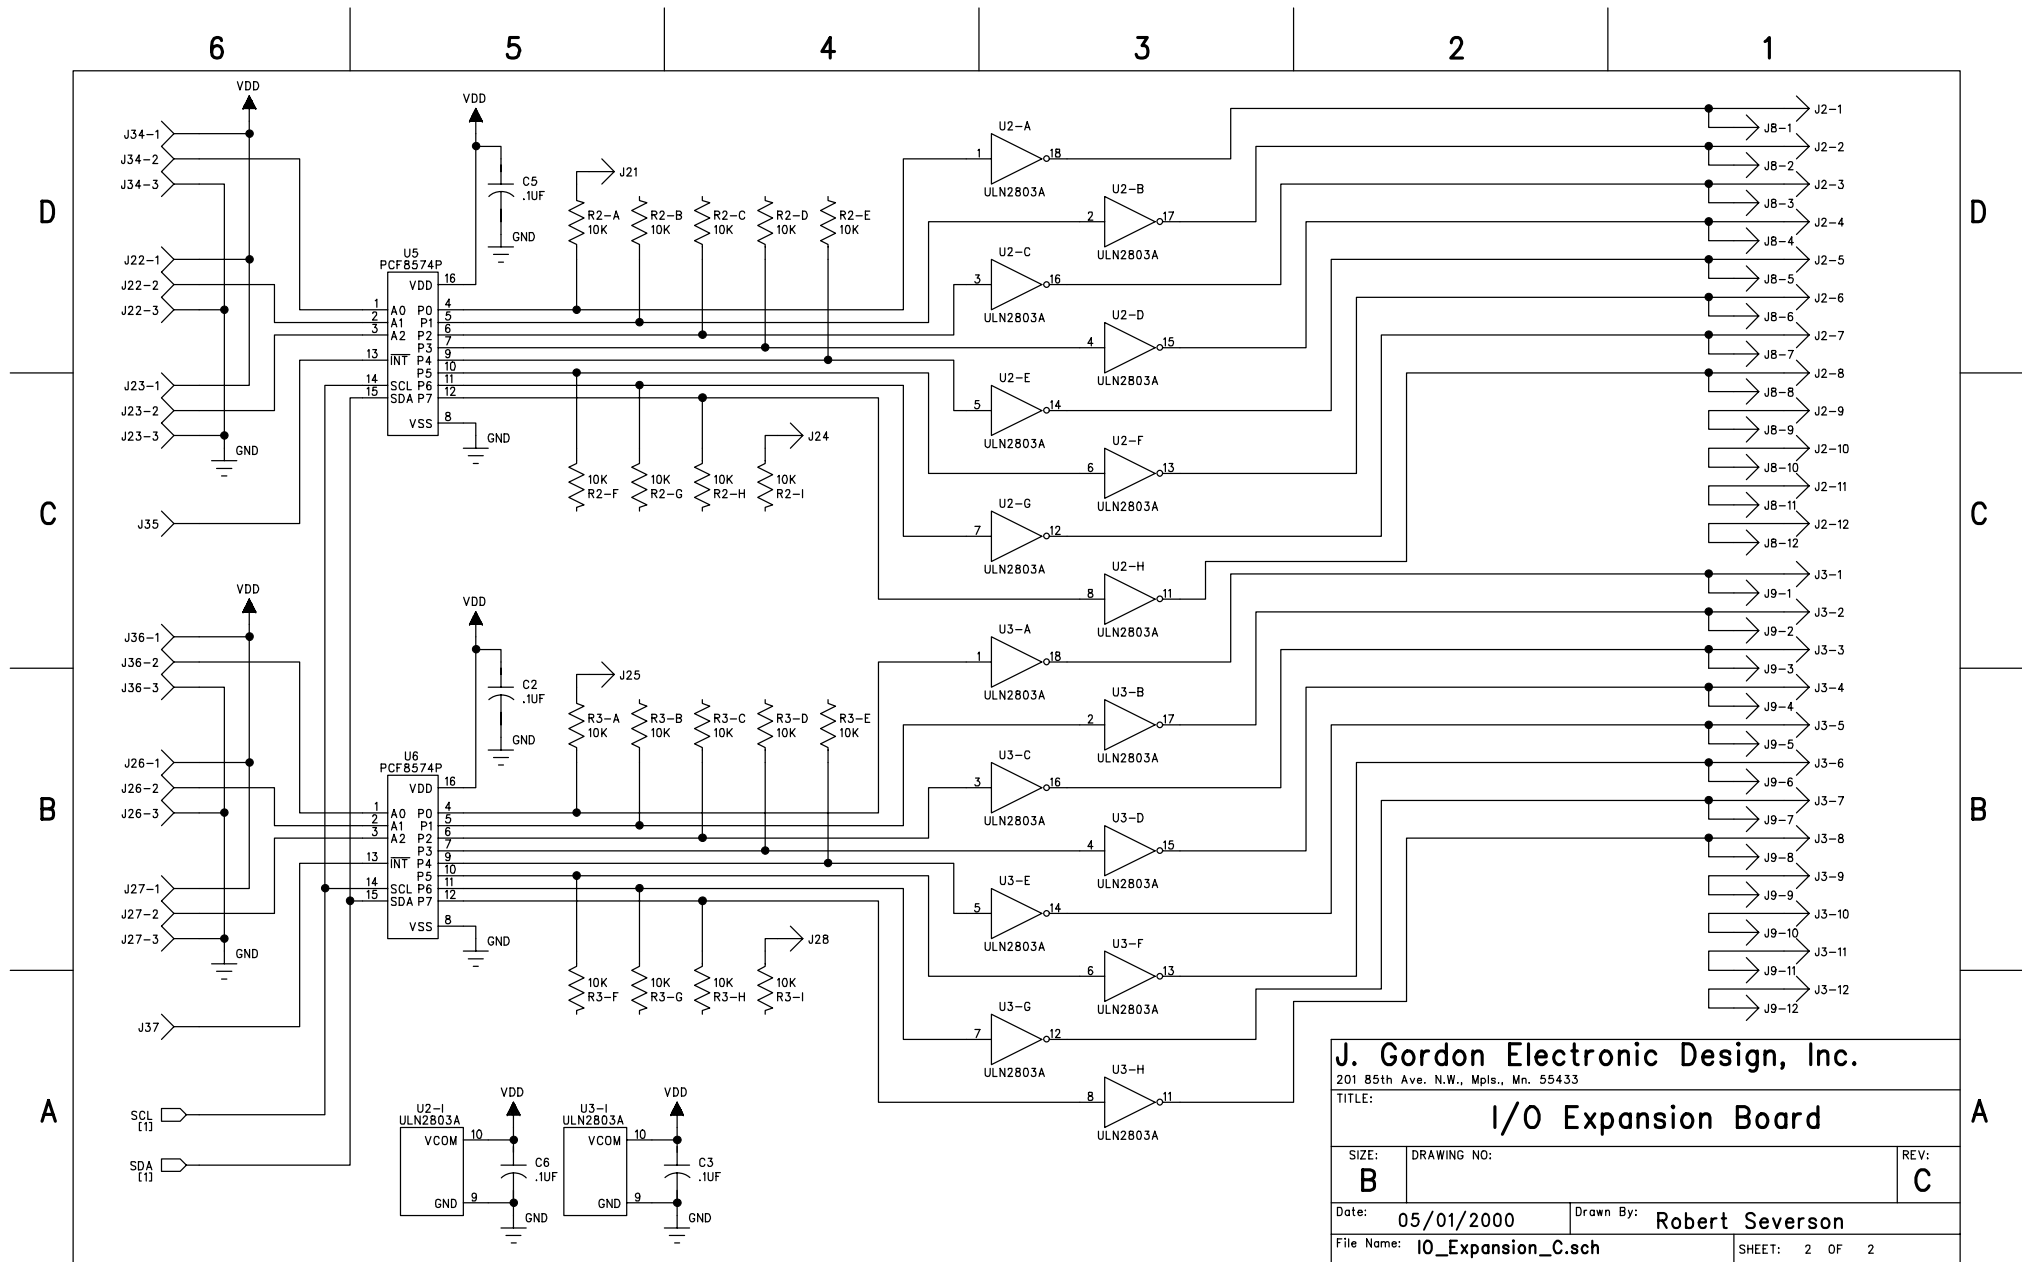 6 5 4 3 2 1
D D
C C
B B
A A
VDD
J34-1
J34-2
J34-3
J22-1
J22-2
J22-3
J23-1
J23-2
J23-3
GND
J35
VDD
C5
.1UF
GND
U5
PCF8574P
VDD 16
1 A0 P0 4
2 A1 P1 5
3 A2 P2 6
P3 7
13 INT P4 9
P5 10
14 SCL P6 11
15 SDA P7 12
VSS 8
GND
J21
R2-A
10K
R2-B
10K
R2-C
10K
R2-D
10K
R2-E
10K
J24
10K
R2-F
10K
R2-G
10K
R2-H
10K
R2-I
U2-A
1 18
ULN2803A
U2-B
2 17
ULN2803A
U2-C
3 16
ULN2803A
U2-D
4 15
ULN2803A
U2-E
5 14
ULN2803A
U2-F
6 13
ULN2803A
U2-G
7 12
ULN2803A
U2-H
8 11
ULN2803A
J2-1
J8-1
J2-2
J8-2
J2-3
J8-3
J2-4
J8-4
J2-5
J8-5
J2-6
J8-6
J2-7
J8-7
J2-8
J8-8
J2-9
J8-9
J2-10
J8-10
J2-11
J8-11
J2-12
J8-12
VDD
J36-1
J36-2
J36-3
J26-1
J26-2
J26-3
J27-1
J27-2
J27-3
GND
J37
VDD
C2
.1UF
GND
U6
PCF8574P
VDD 16
1 A0 P0 4
2 A1 P1 5
3 A2 P2 6
P3 7
13 INT P4 9
P5 10
14 SCL P6 11
15 SDA P7 12
VSS 8
GND
J25
R3-A
10K
R3-B
10K
R3-C
10K
R3-D
10K
R3-E
10K
J28
10K
R3-F
10K
R3-G
10K
R3-H
10K
R3-I
U3-A
1 18
ULN2803A
U3-B
2 17
ULN2803A
U3-C
3 16
ULN2803A
U3-D
4 15
ULN2803A
U3-E
5 14
ULN2803A
U3-F
6 13
ULN2803A
U3-G
7 12
ULN2803A
U3-H
8 11
ULN2803A
J3-1
J9-1
J3-2
J9-2
J3-3
J9-3
J3-4
J9-4
J3-5
J9-5
J3-6
J9-6
J3-7
J9-7
J3-8
J9-8
J3-9
J9-9
J3-10
J9-10
J3-11
J9-11
J3-12
J9-12
SCL
[1]
SDA
[1]
U2-I
ULN2803A
VDD
VCOM 10
C6
.1UF
GND 9
GND
U3-I
ULN2803A
VDD
VCOM 10
C3
.1UF
GND 9
GND
J. Gordon Electronic Design, Inc.
201 85th Ave. N.W., Mpls., Mn. 55433
TITLE:
I/O Expansion Board
SIZE: DRAWING NO: REV:
B C
Date: 05/01/2000 Drawn By: Robert Severson
File Name: IO_Expansion_C.sch SHEET: 2 OF 2